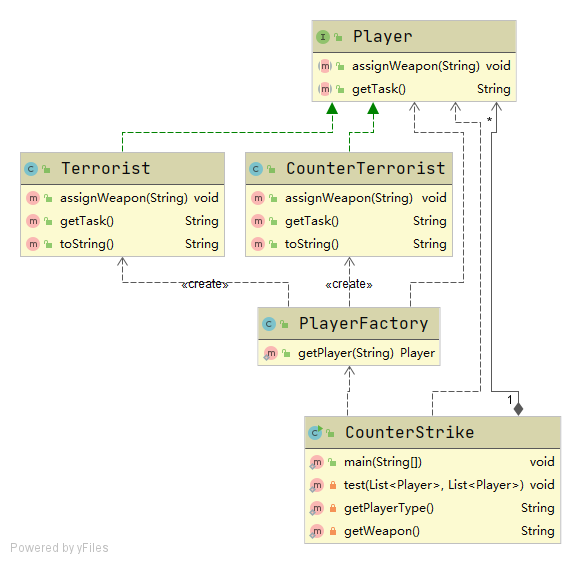 I Player
m assignWeapon(String) void
m getTask() String
*
C Terrorist
m assignWeapon(String) void
m getTask() String
m toString() String
C CounterTerrorist
m assignWeapon(String) void
m getTask() String
m toString() String
«create»
«create»
C PlayerFactory
m getPlayer(String) Player
1
C CounterStrike
m main(String[]) void
m test(List<Player>, List<Player>) void
m getPlayerType() String
m getWeapon() String
Powered by yFiles